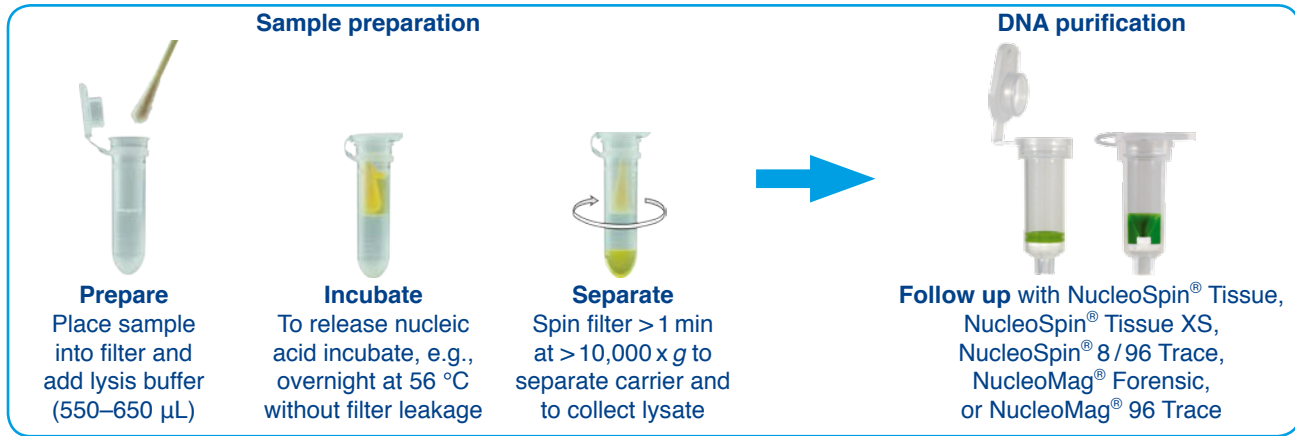 Sample preparation
DNA purification
Prepare
Place sample
into filter and
add lysis buffer
(550–650 µL)
Incubate
To release nucleic
acid incubate, e.g.,
overnight at 56 °C
without filter leakage
Separate
Spin filter > 1 min
at > 10,000 x g to
separate carrier and
to collect lysate
Follow up with NucleoSpin® Tissue,
NucleoSpin® Tissue XS,
NucleoSpin® 8 / 96 Trace,
NucleoMag® Forensic,
or NucleoMag® 96 Trace